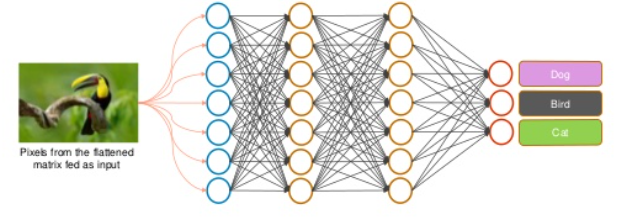 Pixels from the flattened
matrix fed as input
Dog
Bird
Cat